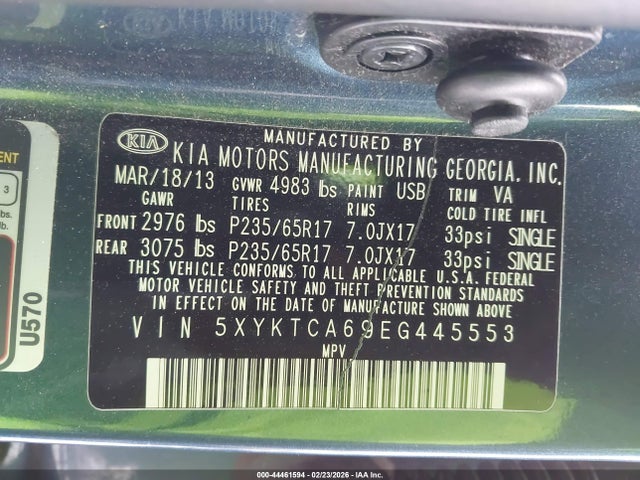 MANUFACTURED BY
KIA KIA MOTORS MANUFACTURING GEORGIA, INC.
MAR/18/13 GVWR 4983 lbs PAINT USB TRIM VA
GAWR TIRES RIMS COLD TIRE INFL
FRONT 2976 lbs P235/65R17 7.0JX17 33psi SINGLE
REAR 3075 lbs P235/65R17 7.0JX17 33psi SINGLE
THIS VEHICLE CONFORMS TO ALL APPLICABLE U.S.A. FEDERAL
MOTOR VEHICLE SAFETY AND THEFT PREVENTION STANDARDS
IN EFFECT ON THE DATE OF MANUFACTURE SHOWN ABOVE
VIN 5XYKTCA69EG445553
MPV
U570
ENT
3
lbs.
000-44461594 - 02/23/2026 - IAA Inc.